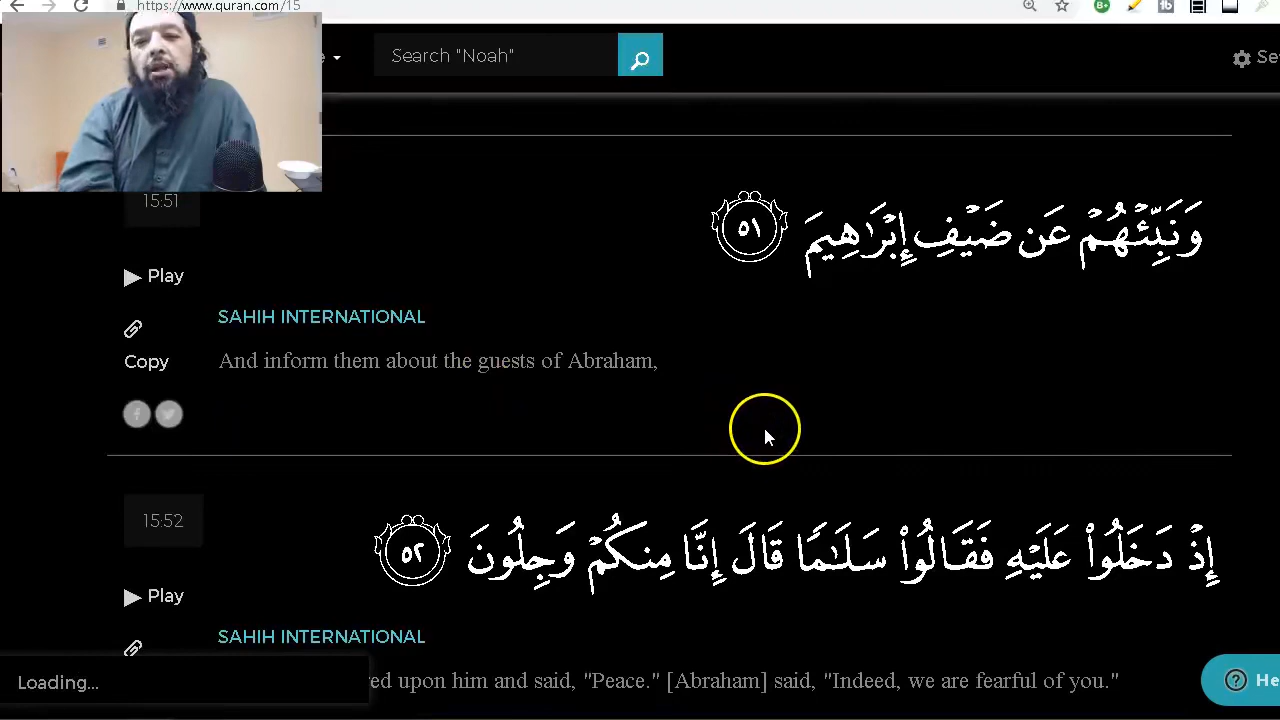 https://www.quran.com/15
Search "Noah"
15:51
وَنَبِّئْهُمْ عَن ضَيْفِ إِبْرَٰهِيمَ ٥١
Play
SAHIH INTERNATIONAL
Copy
And inform them about the guests of Abraham,
15:52
إِذْ دَخَلُوا۟ عَلَيْهِ فَقَالُوا۟ سَلَـٰمًا قَالَ إِنَّا مِنكُمْ وَجِلُونَ ٥٢
Play
SAHIH INTERNATIONAL
Loading...
upon him and said, "Peace." [Abraham] said, "Indeed, we are fearful of you."